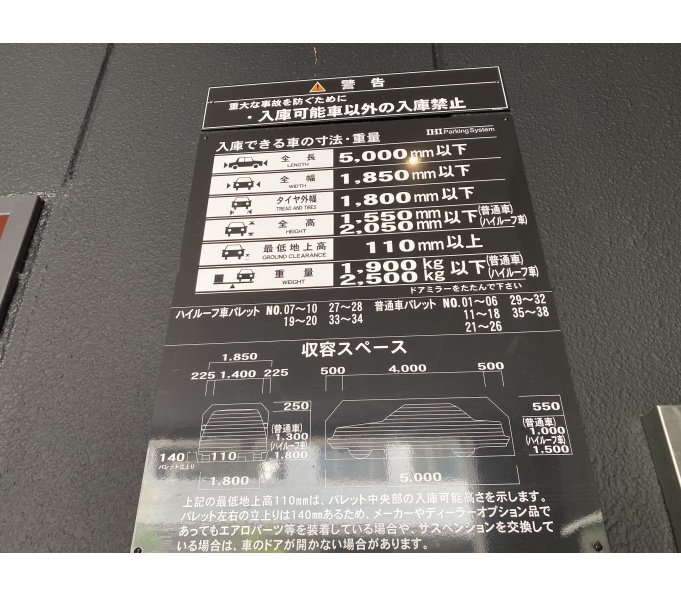 警告
重大な事故を防ぐために
・入庫可能車以外の入庫禁止
入庫できる車の寸法・重量 IHI Parking System
全長 LENGTH 5,000mm以下
全幅 WIDTH 1,850mm以下
タイヤ外幅 TREAD AND TIRES 1,800mm以下
全高 HEIGHT 1,550mm 2,050mm以下(普通車)(ハイルーフ車)
最低地上高 GROUND CLEARANCE 110mm以上
重量 WEIGHT 1,900kg 2,500kg以下(普通車)(ハイルーフ車)
ドアミラーをたたんで下さい
ハイルーフ車パレット NO.07〜10 27〜28 普通車パレット NO.01〜06 29〜32
19〜20 33〜34 11〜18 35〜38
21〜26
収容スペース
1,850
225 1,400 225 500 4,000 500
250 550
(普通車) 1,300 (普通車) 1,000
(ハイルーフ車) 1,800 (ハイルーフ車) 1,500
140 110
パレット立上り
1,800 5,000
上記の最低地上高110mmは、パレット中央部の入庫可能高さを示します。
パレット左右の立上りは140mmあるため、メーカーやディーラーオプション品で
あってもエアロパーツ等を装着している場合や、サスペンションを交換して
いる場合は、車のドアが開かない場合があります。